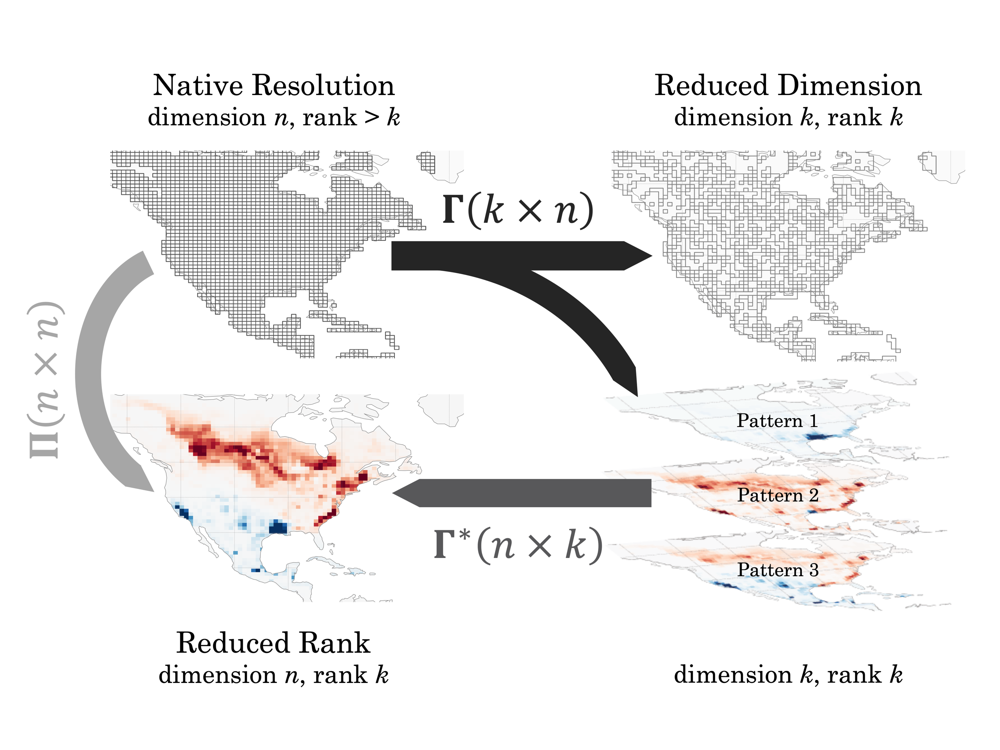 Native Resolution
dimension n, rank > k
Reduced Dimension
dimension k, rank k
Γ(k × n)
Π(n × n)
Pattern 1
Pattern 2
Pattern 3
Γ*(n × k)
Reduced Rank
dimension n, rank k
dimension k, rank k